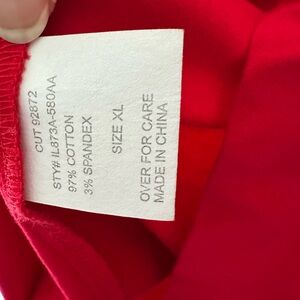 CUT 92872
STY# IL873A-580AA
97% COTTON
3% SPANDEX
SIZE XL
OVER FOR CARE
MADE IN CHINA